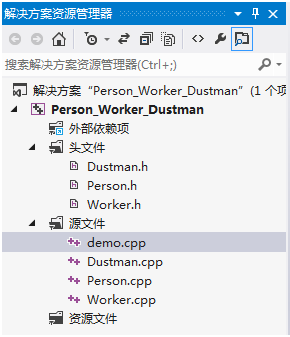 解决方案资源管理器
搜索解决方案资源管理器(Ctrl+;)
解决方案 “Person_Worker_Dustman” (1 个项
Person_Worker_Dustman
外部依赖项
头文件
Dustman.h
Person.h
Worker.h
源文件
demo.cpp
Dustman.cpp
Person.cpp
Worker.cpp
资源文件